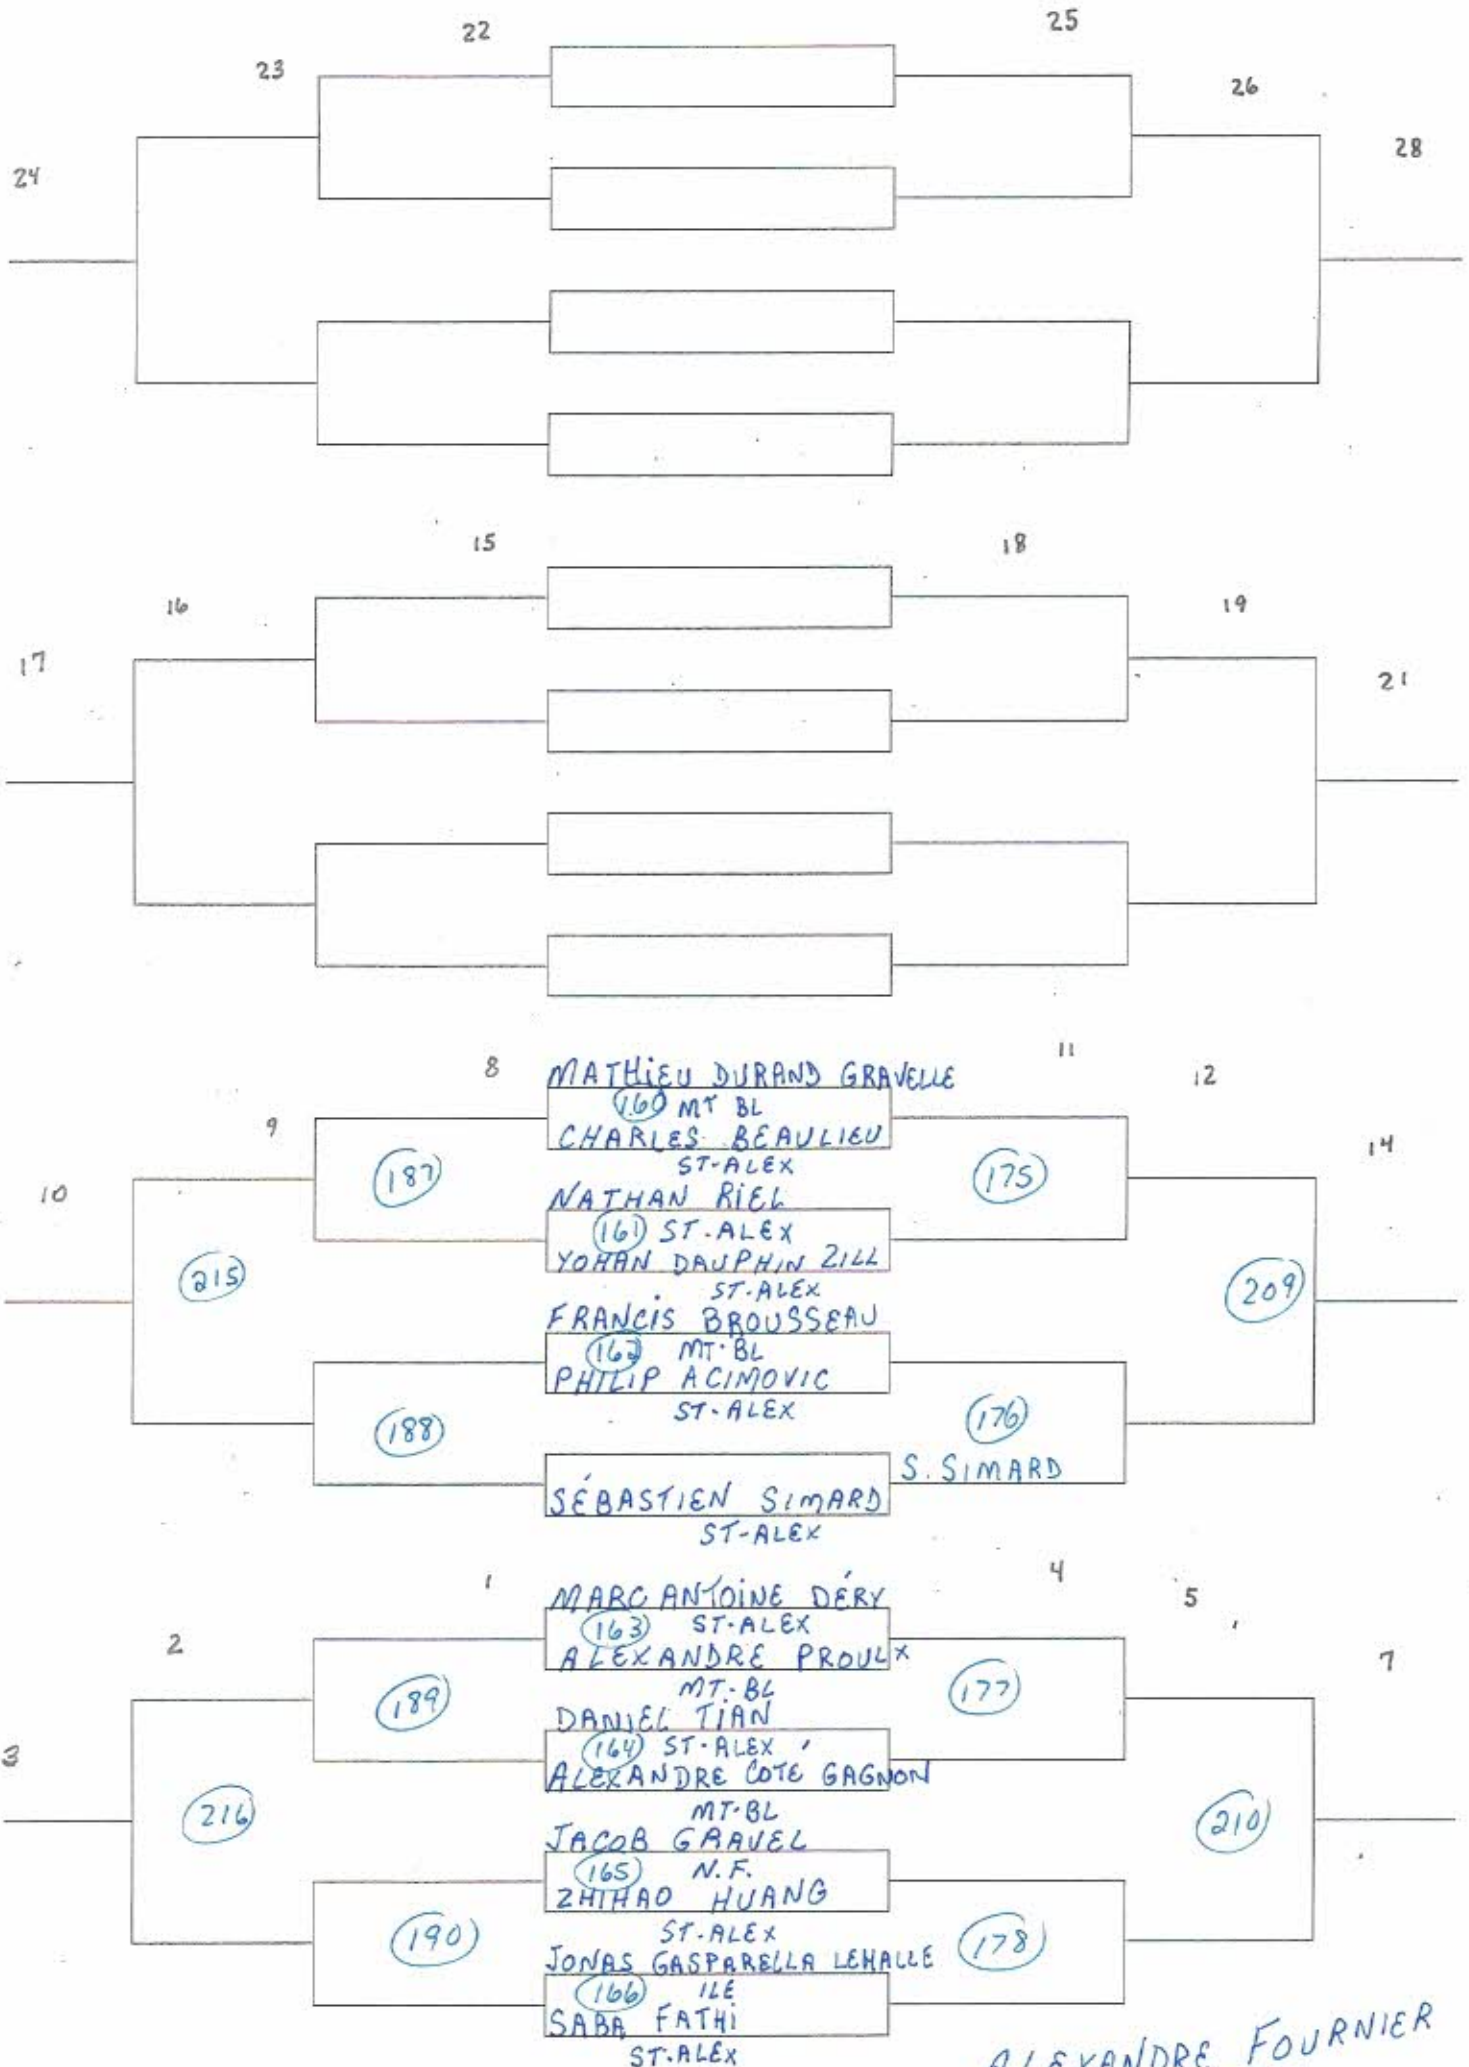 22
25
23
26
28
24
15
18
16
19
17
21
8
MATHIEU DURAND GRAVELLE
11
12
160 MT BL
9
CHARLES BEAULIEU
14
187
ST-ALEX
175
10
NATHAN RIEL
161 ST-ALEX
215
YOHAN DAUPHIN ZILL
209
ST-ALEX
FRANCIS BROUSSEAU
162 MT-BL
PHILIP ACIMOVIC
188
ST-ALEX
176
S. SIMARD
SÉBASTIEN SIMARD
ST-ALEX
1
MARC ANTOINE DÉRY
4
5
163 ST-ALEX
2
ALEXANDRE PROULX
7
189
MT-BL
177
DANIEL TIAN
3
164 ST-ALEX
ALEXANDRE COTÉ GAGNON
216
MT-BL
210
JACOB GRAVEL
165 N.F.
ZHIHAO HUANG
190
ST-ALEX
178
JONAS GASPARELLA LEHALLE
166 ILE
SABA FATHI
ST-ALEX
ALEXANDRE FOURNIER